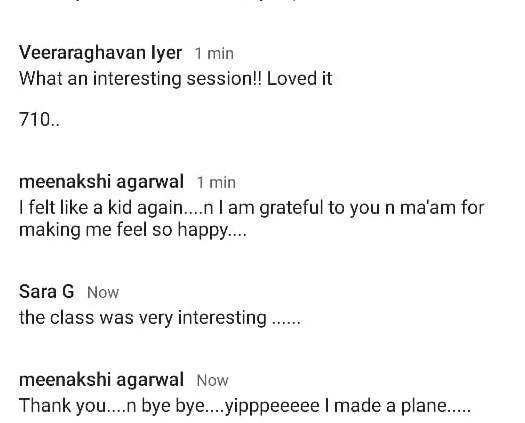 Veeraraghavan Iyer 1 min
What an interesting session!! Loved it
710..
meenakshi agarwal 1 min
I felt like a kid again....n I am grateful to you n ma'am for
making me feel so happy....
Sara G Now
the class was very interesting ......
meenakshi agarwal Now
Thank you....n bye bye....yipppeeeee I made a plane.....